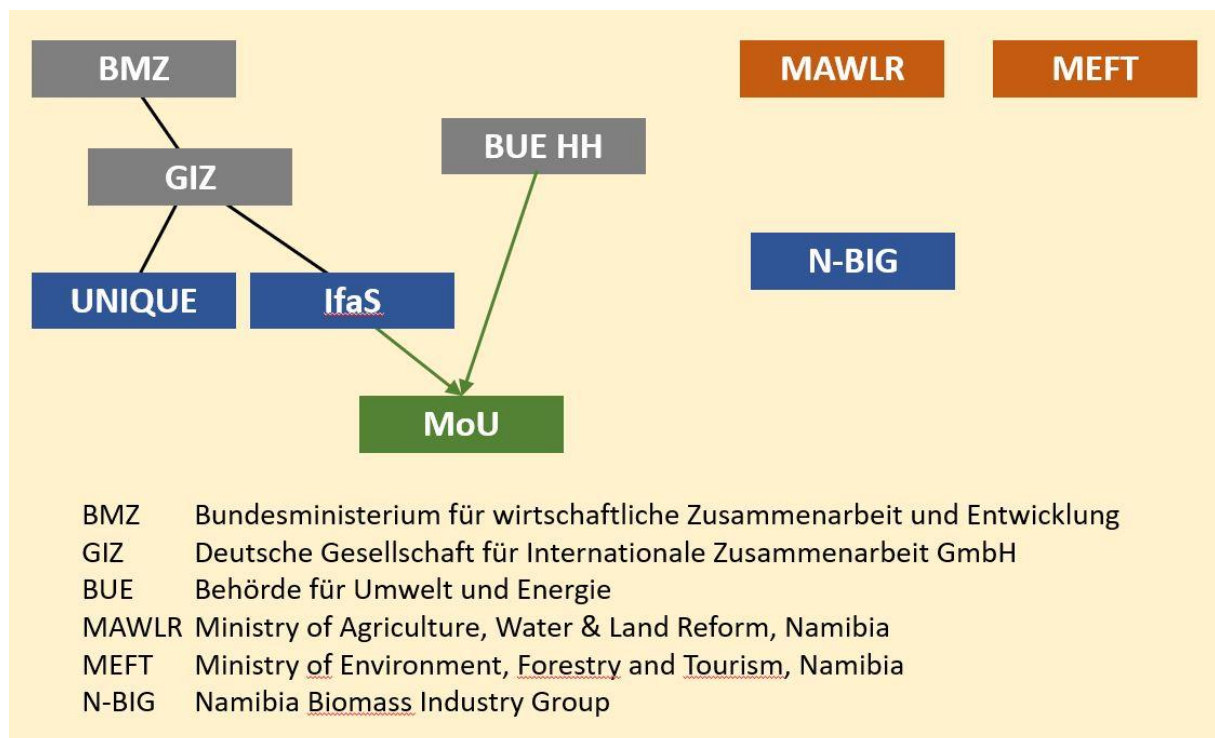 BMZ
MAWLR
MEFT
BUE HH
GIZ
N-BIG
UNIQUE
IfaS
MoU
BMZ Bundesministerium für wirtschaftliche Zusammenarbeit und Entwicklung
GIZ Deutsche Gesellschaft für Internationale Zusammenarbeit GmbH
BUE Behörde für Umwelt und Energie
MAWLR Ministry of Agriculture, Water & Land Reform, Namibia
MEFT Ministry of Environment, Forestry and Tourism, Namibia
N-BIG Namibia Biomass Industry Group